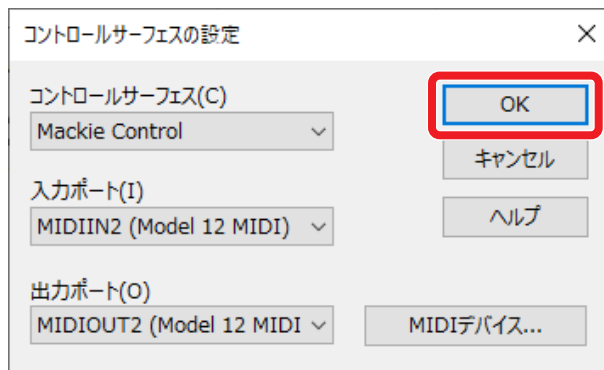 コントロールサーフェスの設定
コントロールサーフェス(C)
Mackie Control
OK
キャンセル
入力ポート(I)
MIDIIN2 (Model 12 MIDI)
ヘルプ
出力ポート(O)
MIDIOUT2 (Model 12 MIDI
MIDIデバイス...